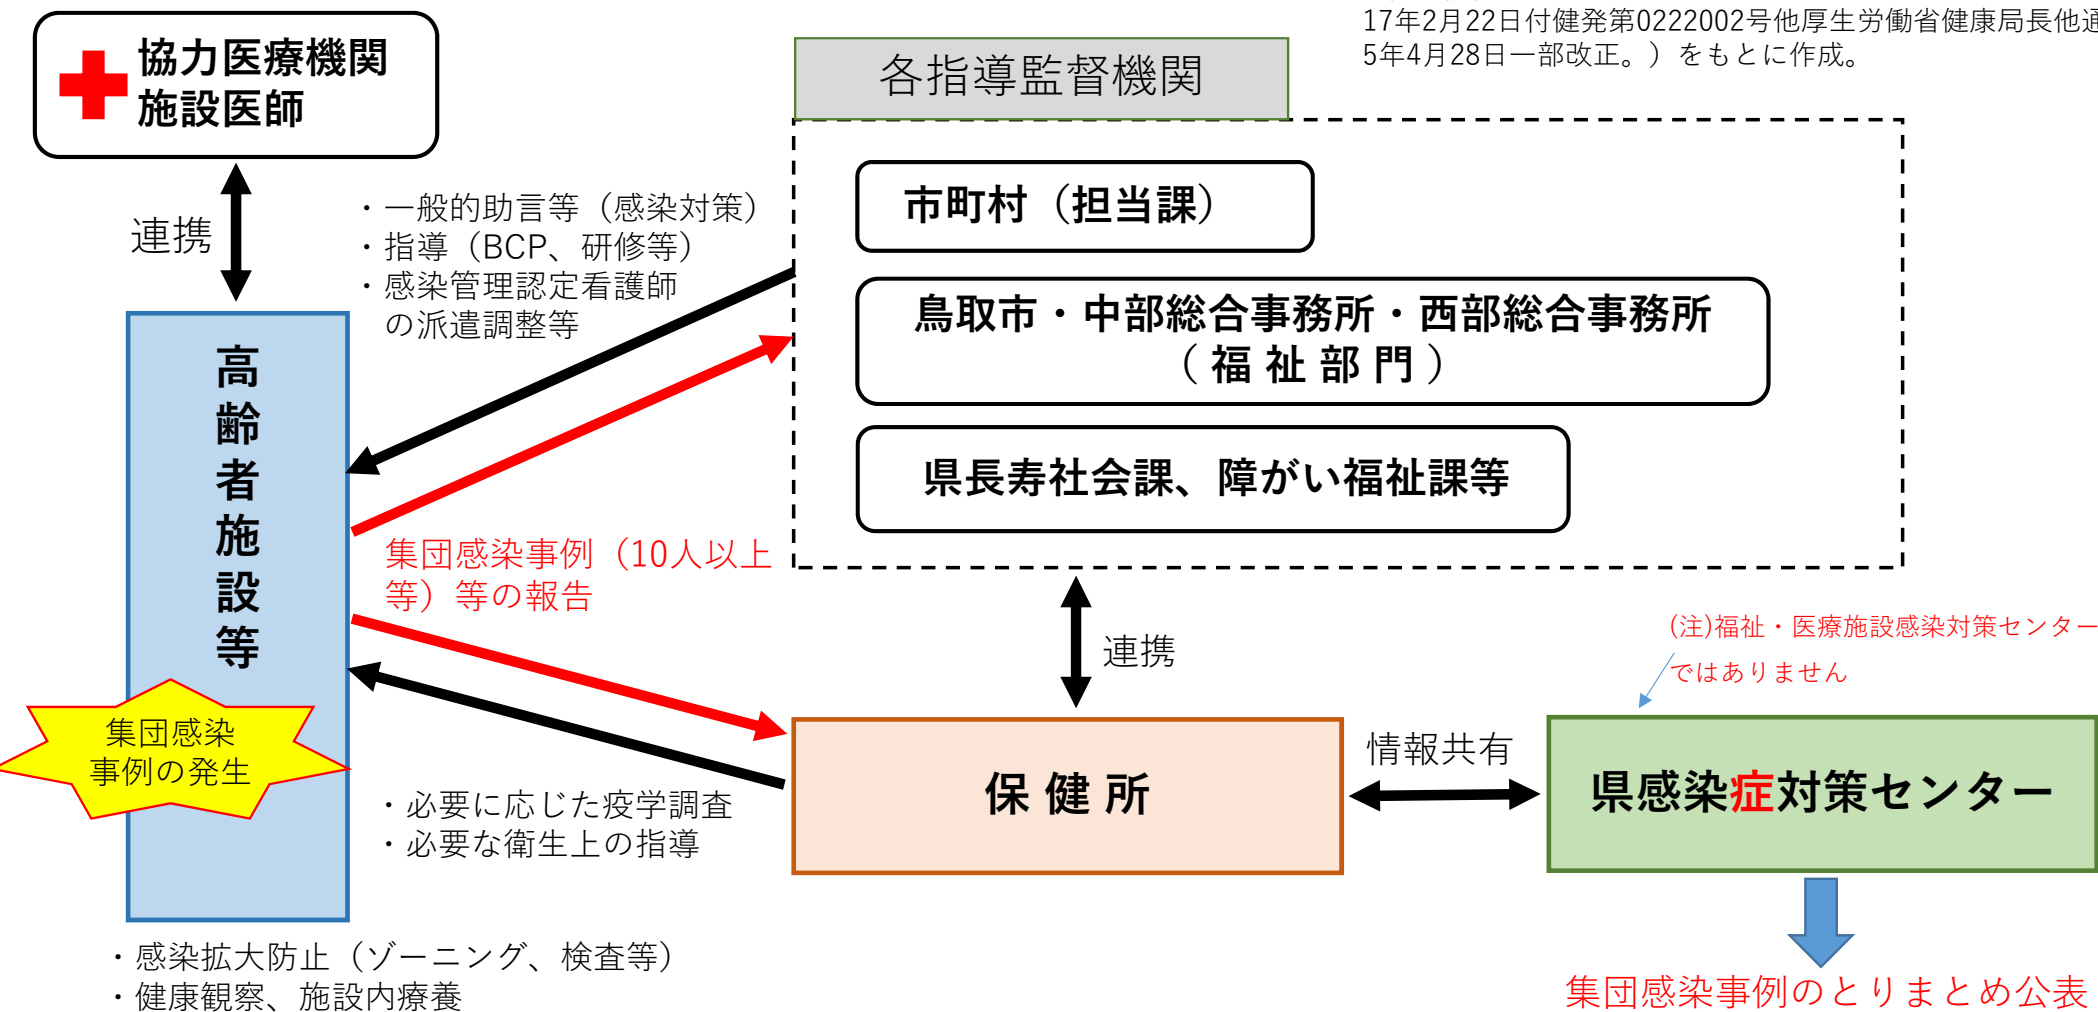 17年2月22日付健発第0222002号他厚生労働省健康局長他通
5年4月28日一部改正。）をもとに作成。
協力医療機関
施設医師
各指導監督機関
連携
・一般的助言等（感染対策）
・指導（BCP、研修等）
・感染管理認定看護師
の派遣調整等
市町村（担当課）
鳥取市・中部総合事務所・西部総合事務所
（福祉部門）
県長寿社会課、障がい福祉課等
高齢者施設等
集団感染事例（10人以上
等）等の報告
連携
(注)福祉・医療施設感染対策センター
ではありません
集団感染
事例の発生
・必要に応じた疫学調査
・必要な衛生上の指導
保健所
情報共有
県感染症対策センター
・感染拡大防止（ゾーニング、検査等）
・健康観察、施設内療養
集団感染事例のとりまとめ公表